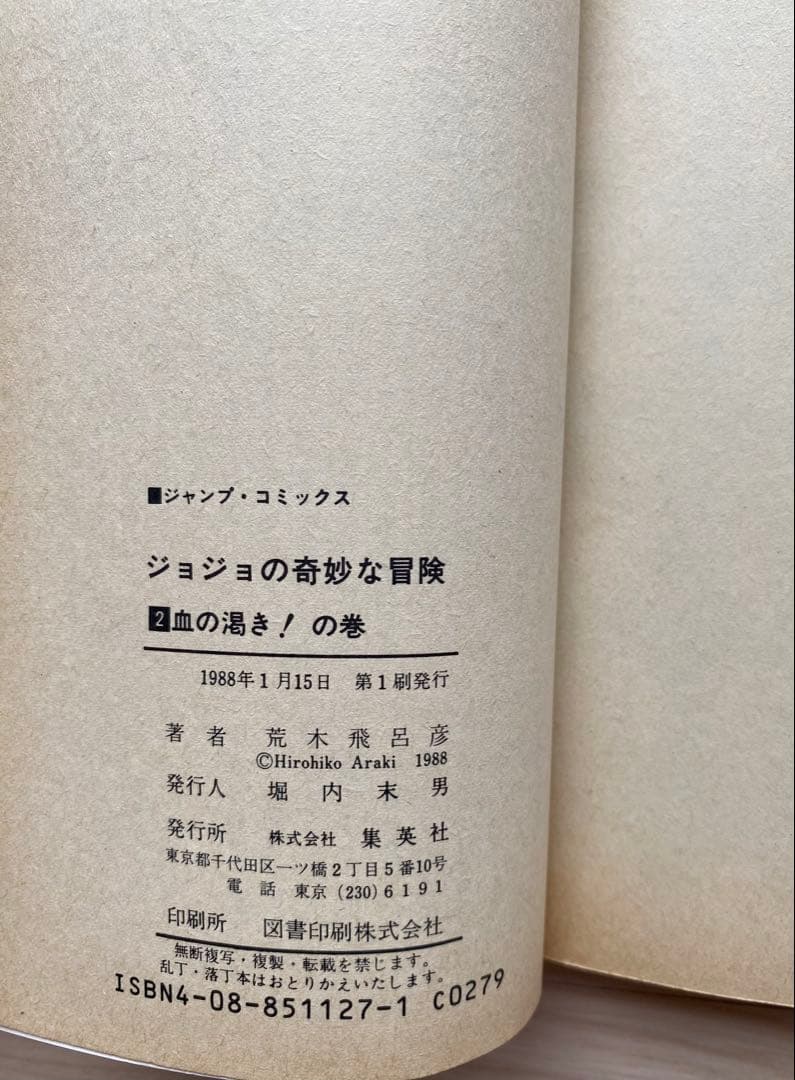 ■ジャンプ・コミックス
ジョジョの奇妙な冒険
2血の渇き!の巻
1988年1月15日 第1刷発行
著者 荒木飛呂彦
©Hirohiko Araki 1988
発行人 堀内末男
発行所 株式会社 集英社
東京都千代田区一ツ橋2丁目5番10号
電話 東京(230)6191
印刷所 図書印刷株式会社
無断複写・複製・転載を禁じます。
乱丁・落丁本はおとりかえいたします。
ISBN4-08-851127-1 C0279